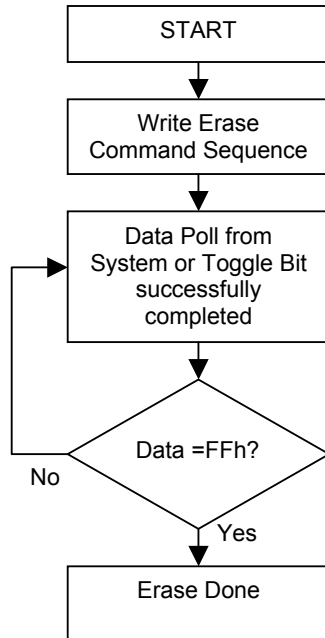 START
Write Erase
Command Sequence
Data Poll from
System or Toggle Bit
successfully
completed
Data =FFh?
No
Yes
Erase Done